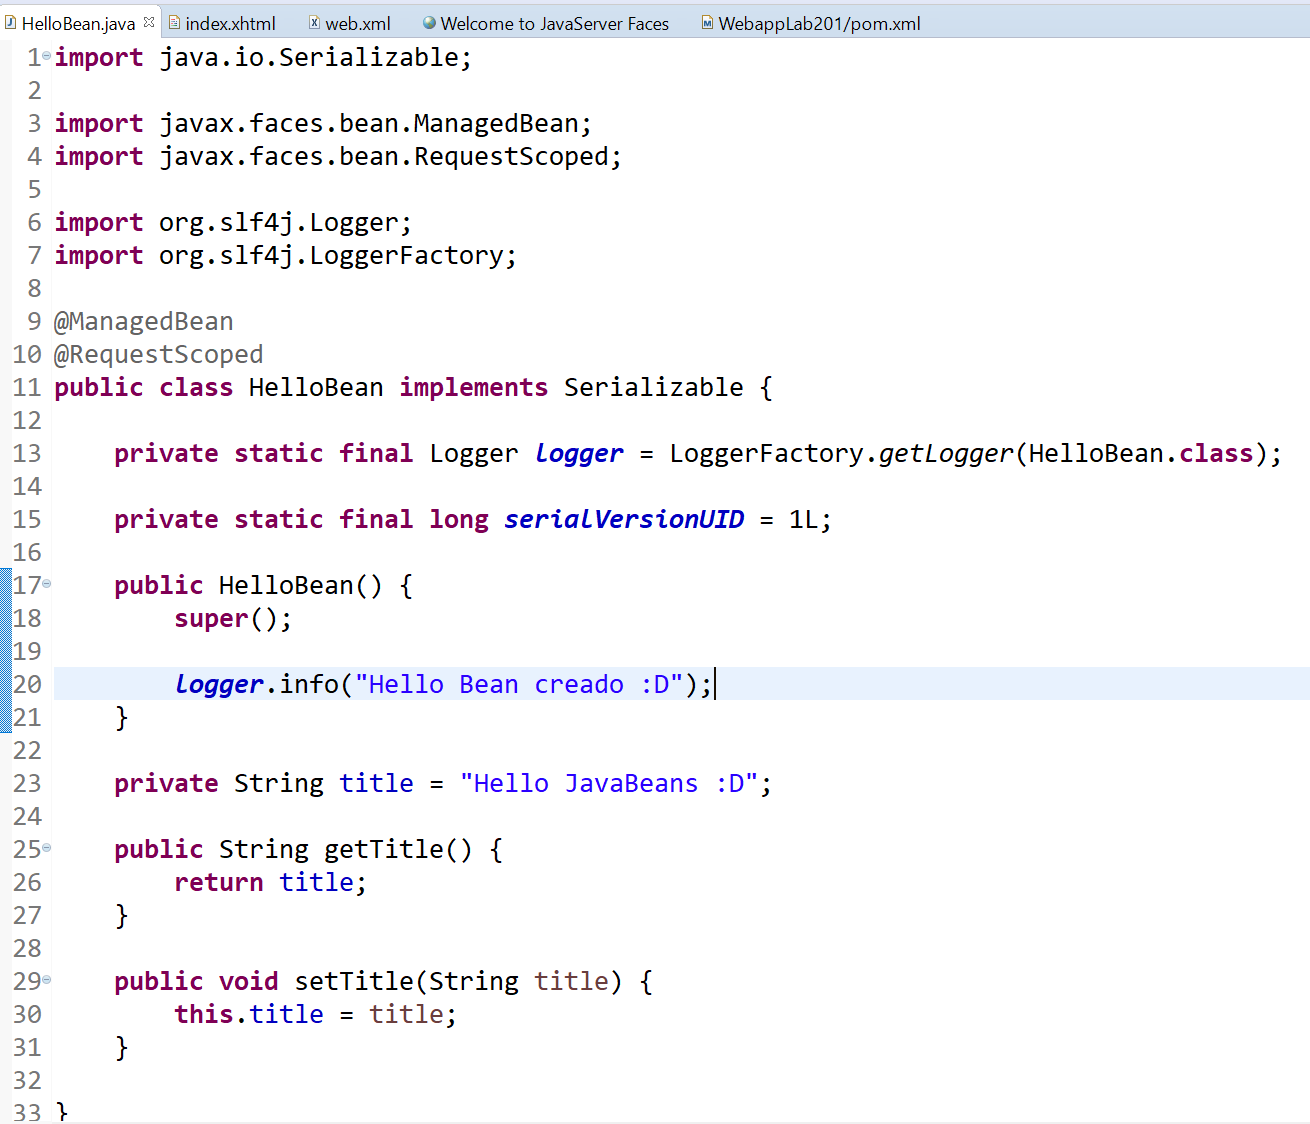 HelloBean.java index.xhtml web.xml Welcome to JavaServer Faces WebappLab201/pom.xml
1 import java.io.Serializable;
2
3 import javax.faces.bean.ManagedBean;
4 import javax.faces.bean.RequestScoped;
5
6 import org.slf4j.Logger;
7 import org.slf4j.LoggerFactory;
8
9 @ManagedBean
10 @RequestScoped
11 public class HelloBean implements Serializable {
12
13     private static final Logger logger = LoggerFactory.getLogger(HelloBean.class);
14
15     private static final long serialVersionUID = 1L;
16
17     public HelloBean() {
18         super();
19
20         logger.info("Hello Bean creado :D");
21     }
22
23     private String title = "Hello JavaBeans :D";
24
25     public String getTitle() {
26         return title;
27     }
28
29     public void setTitle(String title) {
30         this.title = title;
31     }
32
33 }